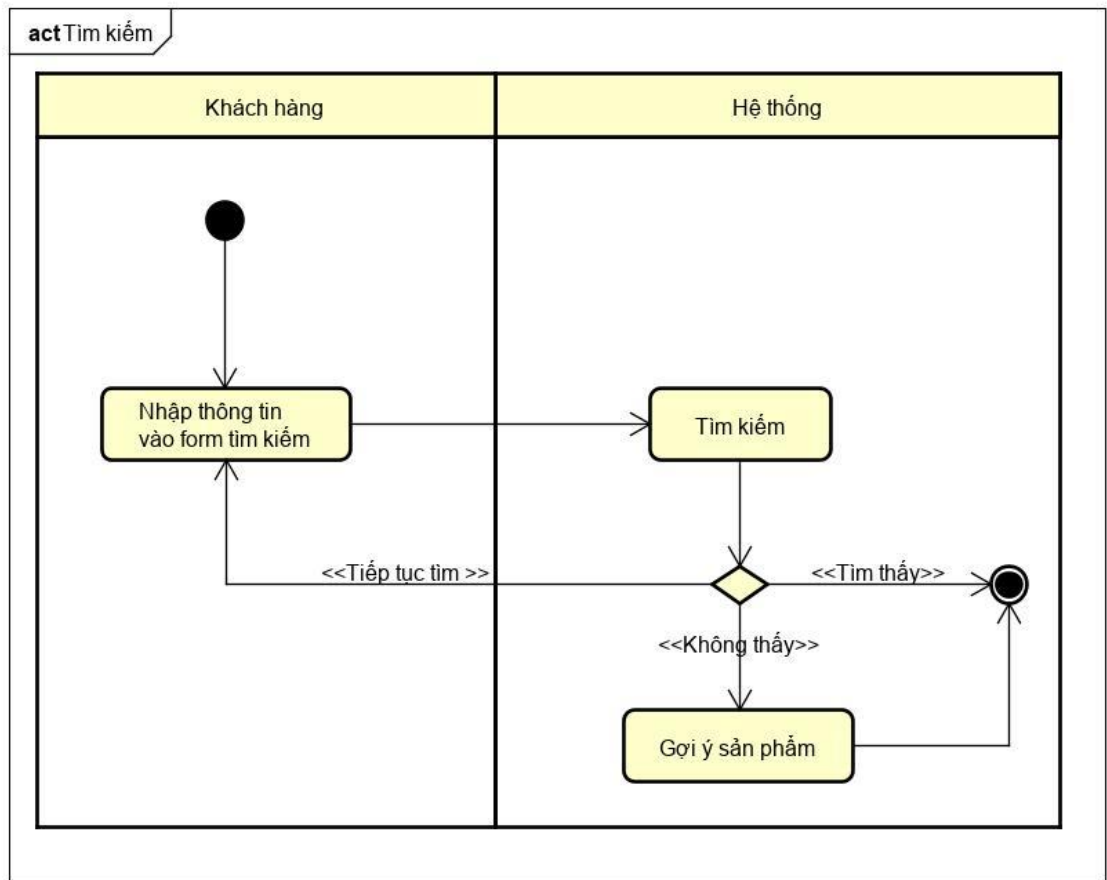 act Tìm kiếm
Khách hàng
Hệ thống
Nhập thông tin
vào form tìm kiếm
Tìm kiếm
<<Tiếp tục tìm >>
<<Tìm thấy>>
<<Không thấy>>
Gợi ý sản phẩm